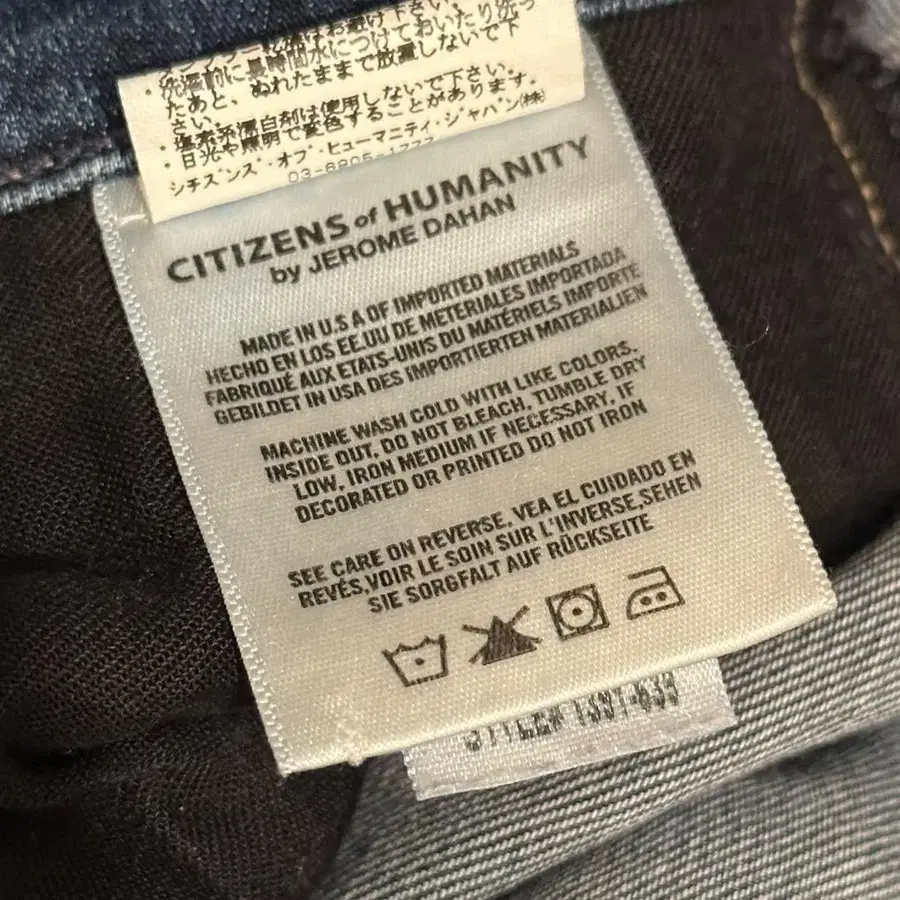 ・洗濯前に長時間水につけておいたり洗っ
たあと、ぬれたままで放置しないで下
さい。
・塩素系漂白剤は使用しないで下さい。
・日光や照明で変色することがあります。
シチズンズ・オブ・ヒューマニティ・ジャパン(株)
03-6805-1777
CITIZENS of HUMANITY
by JEROME DAHAN
MADE IN U.S A OF IMPORTED MATERIALS
HECHO EN LOS EE.UU DE METERIALES IMPORTADA
FABRIQUÉ AUX ETATS-UNIS DU MATÉRIELS IMPORTE
GEBILDET IN USA DES IMPORTIERTEN MATERIALIEN
MACHINE WASH COLD WITH LIKE COLORS.
INSIDE OUT. DO NOT BLEACH. TUMBLE DRY
LOW. IRON MEDIUM IF NECESSARY. IF
DECORATED OR PRINTED DO NOT IRON
SEE CARE ON REVERSE. VEA EL CUIDADO EN
REVÉS,VOIR LE SOIN SUR L'INVERSE,SEHEN
SIE SORGFALT AUF RÜCKSEITE
STYLE# 1391-639